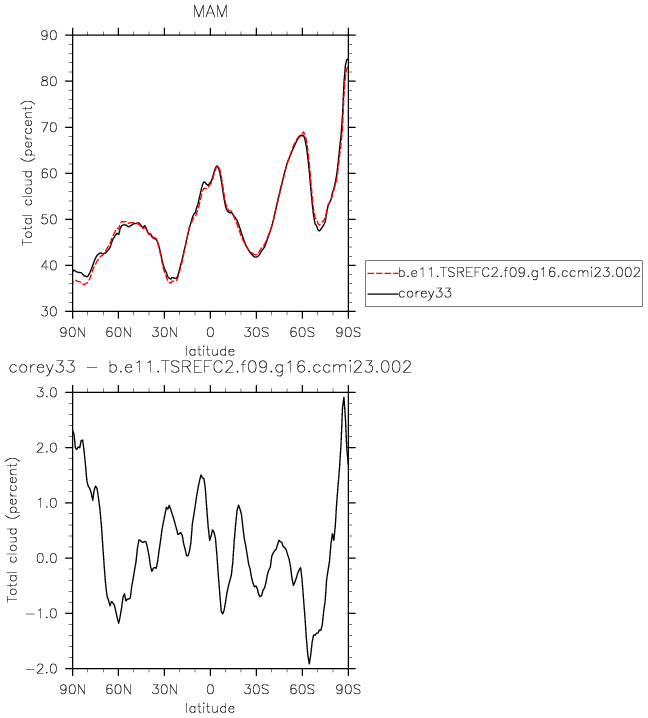 MAM
90
80
70
60
50
40
30
Total cloud (percent)
90N 60N 30N 0 30S 60S 90S
latitude
b.e11.TSREFC2.f09.g16.ccmi23.002
corey33
corey33 − b.e11.TSREFC2.f09.g16.ccmi23.002
3.0
2.0
1.0
0.0
−1.0
−2.0
Total cloud (percent)
90N 60N 30N 0 30S 60S 90S
latitude